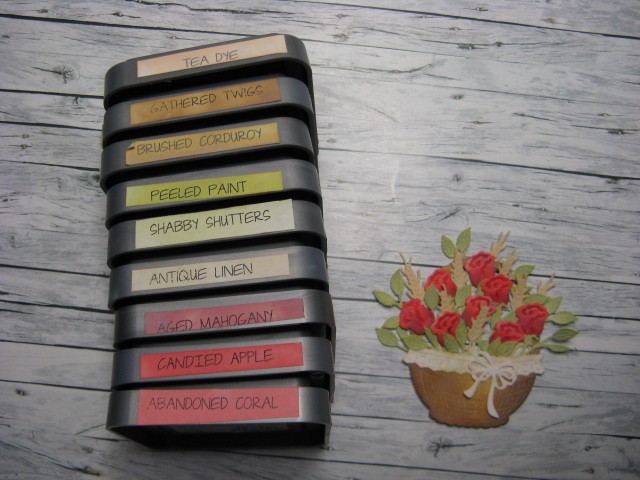 TEA DYE
GATHERED TWIGS
BRUSHED CORDUROY
PEELED PAINT
SHABBY SHUTTERS
ANTIQUE LINEN
AGED MAHOGANY
CANDIED APPLE
ABANDONED CORAL